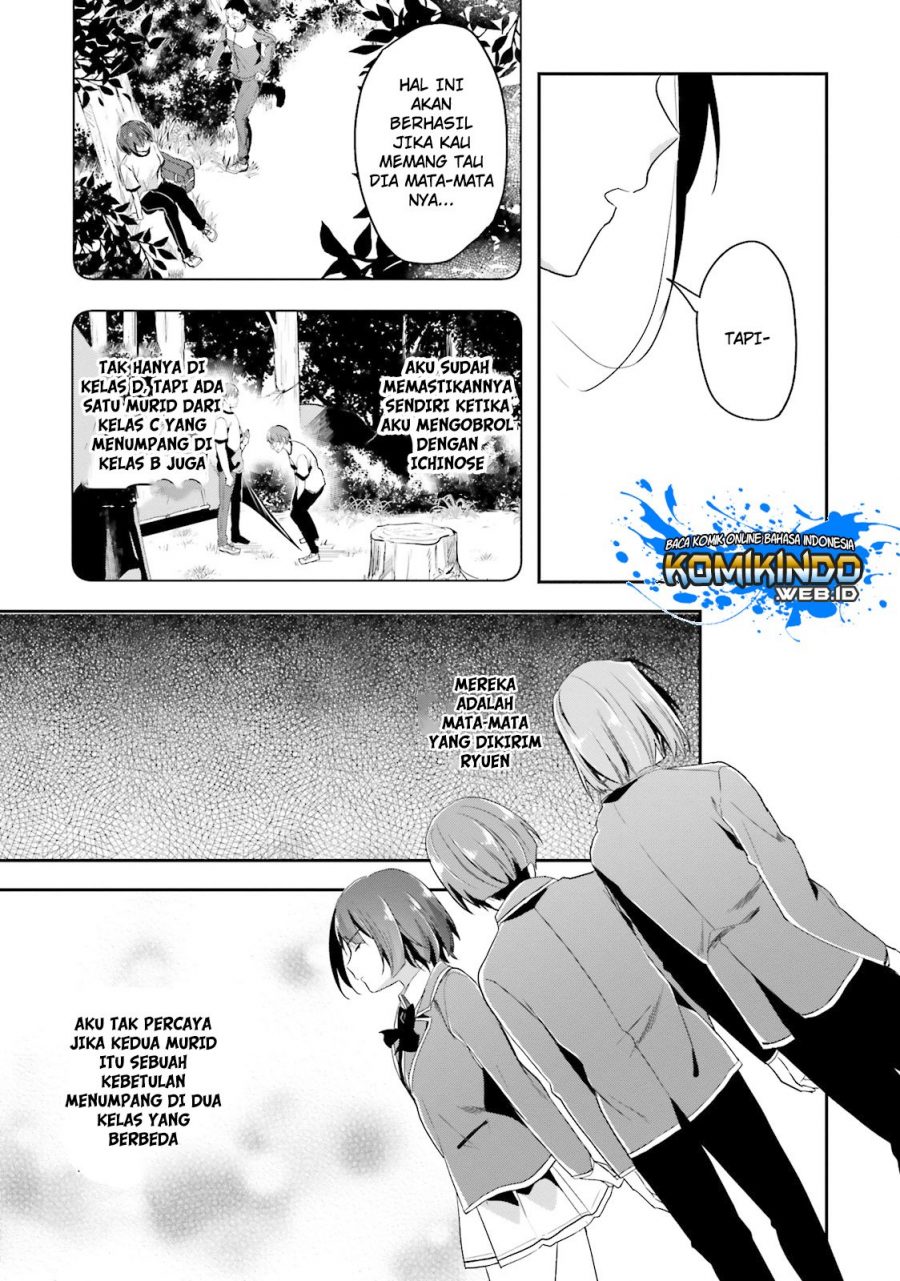 TAPI-
HAL INI
AKAN
BERHASIL
JIKA KAU
MEMANG TAU
DIA MATA-MATA
NYA...
AKU SUDAH
MEMASTIKANNYA
SENDIRI KETIKA
AKU MENGOBROL
DENGAN
ICHINOSE
TAK HANYA DI
KELAS D, TAPI ADA
SATU MURID DARI
KELAS C YANG
MENUMPANG DI
KELAS B JUGA
BACA KOMIK ONLINE BAHASA INDONESIA
KOMIKINDO
.WEB.ID
MEREKA
ADALAH
MATA-MATA
YANG DIKIRIM
RYUEN
AKU TAK PERCAYA
JIKA KEDUA MURID
ITU SEBUAH
KEBETULAN
MENUMPANG DI DUA
KELAS YANG
BERBEDA